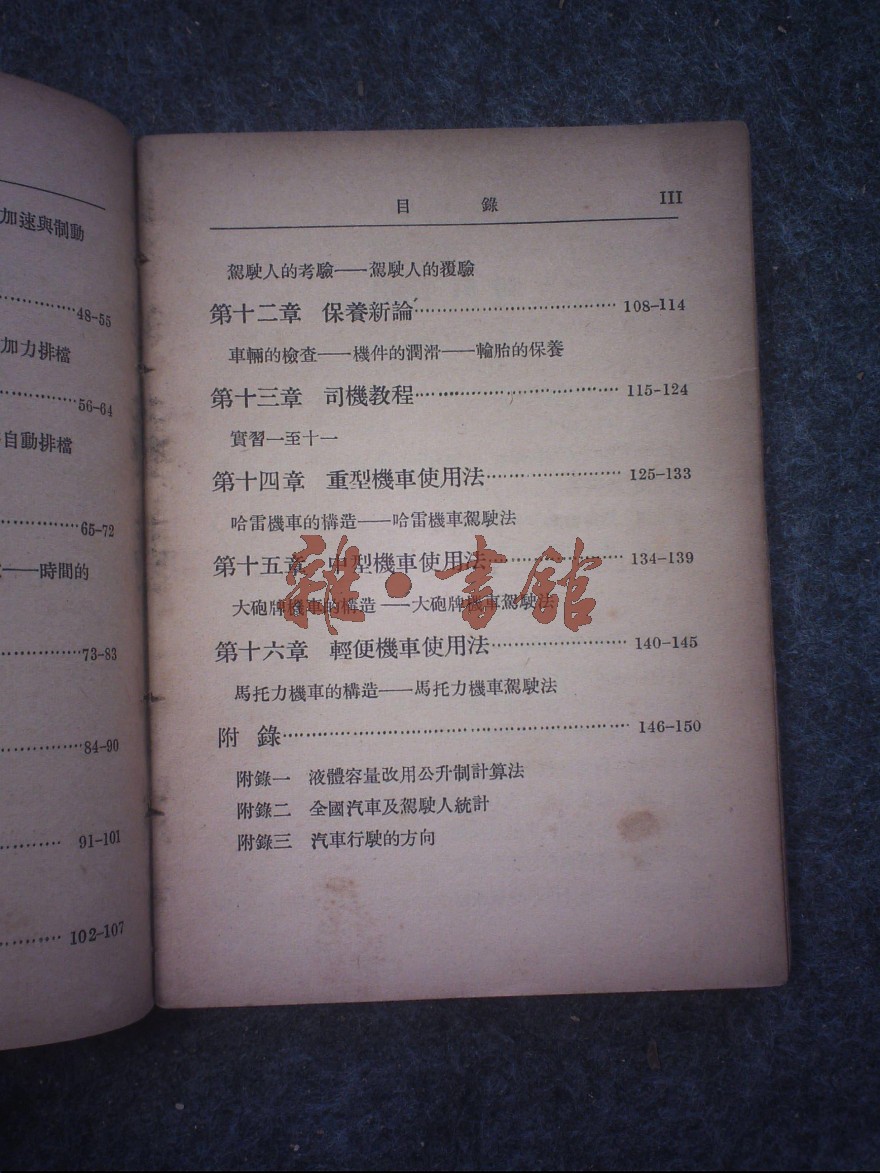 加速與制動
48-55
加力排檔
56-64
自動排檔
65-72
——時間的
73-83
84-90
91-101
102-107
目 錄 III
駕駛人的考驗——駕駛人的覆驗
第十二章 保養新論 108-114
車輛的檢查——機件的潤滑——輪胎的保養
第十三章 司機教程 115-124
實習一至十一
第十四章 重型機車使用法 125-133
哈雷機車的構造——哈雷機車駕駛法
第十五章 中型機車使用法 134-139
大砲牌機車的構造——大砲牌機車駕駛法
第十六章 輕便機車使用法 140-145
馬托力機車的構造——馬托力機車駕駛法
附 錄 146-150
附錄一 液體容量改用公升制計算法
附錄二 全國汽車及駕駛人統計
附錄三 汽車行駛的方向
雜·書館